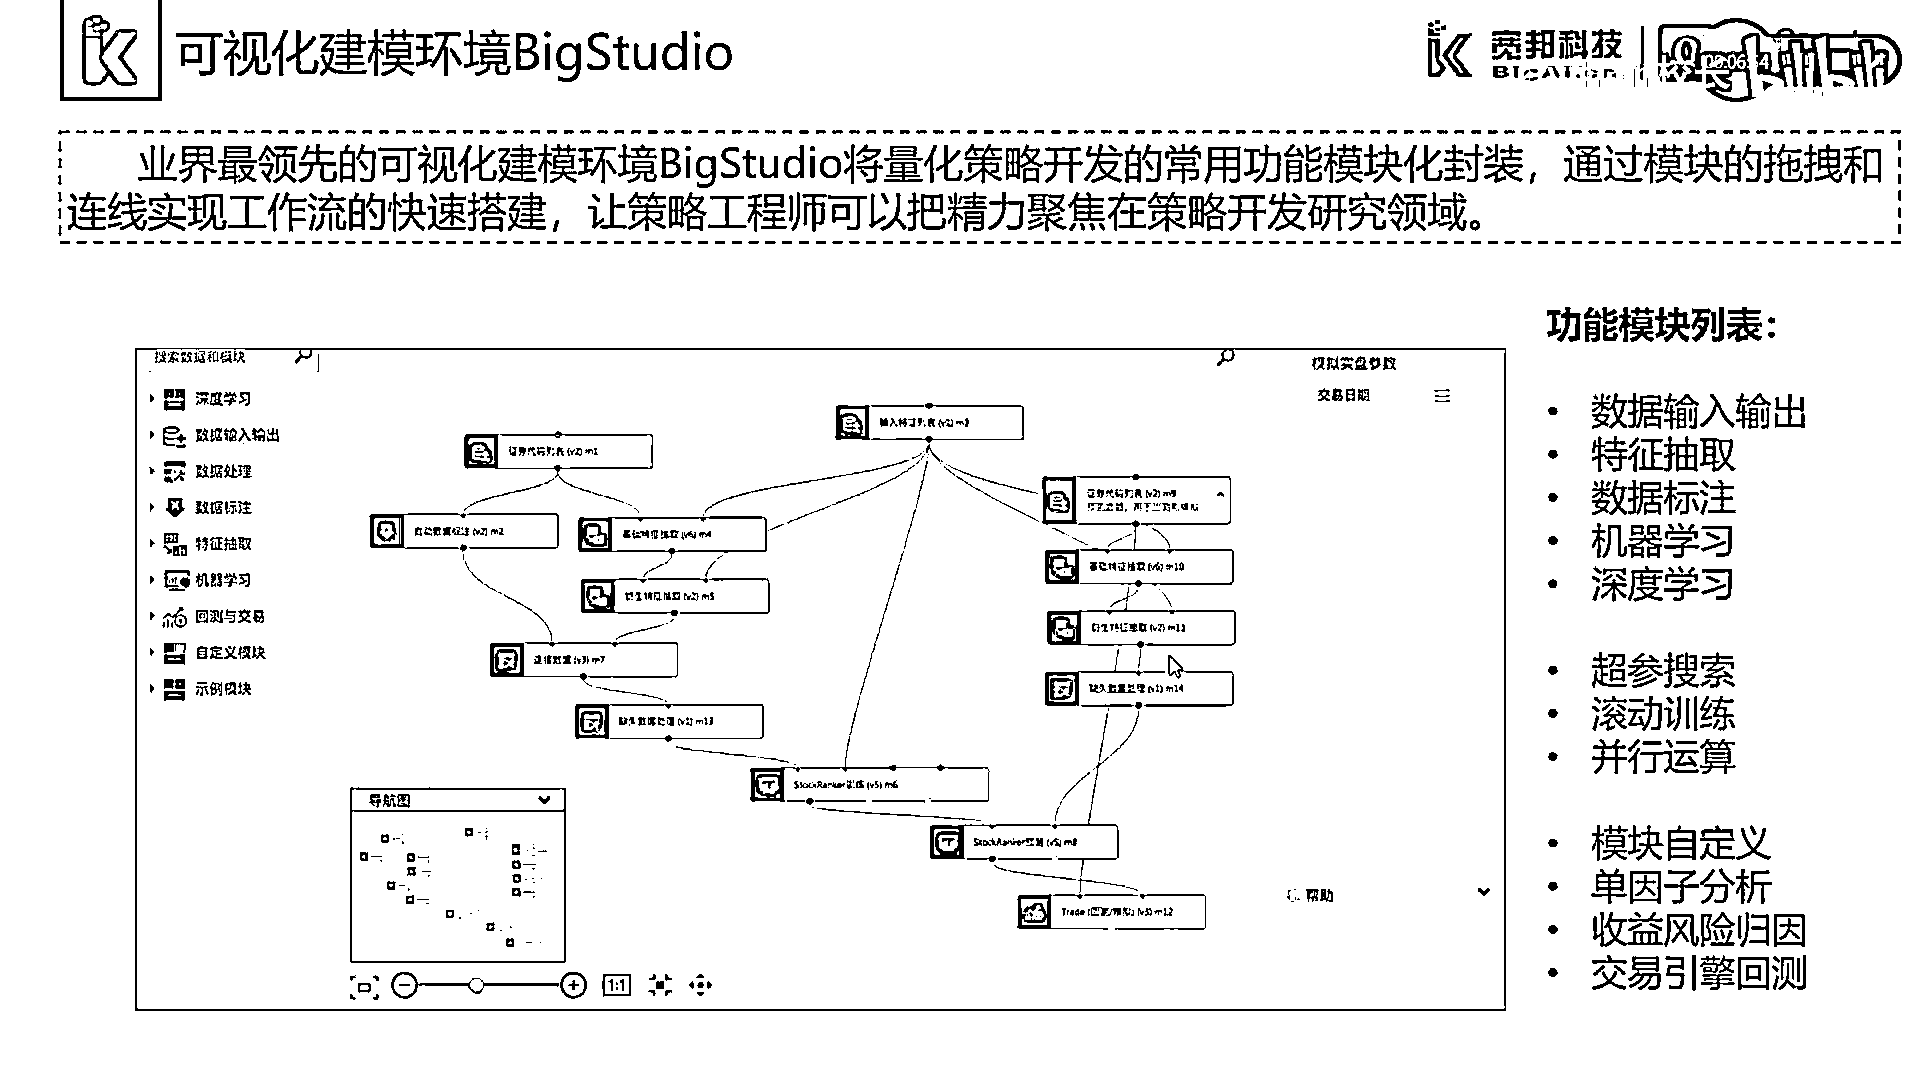 可视化建模环境BigStudio
宽邦科技
业界最领先的可视化建模环境BigStudio将量化策略开发的常用功能模块化封装，通过模块的拖拽和
连线实现工作流的快速搭建，让策略工程师可以把精力聚焦在策略开发研究领域。
搜索数据和模块
深度学习
数据输入输出
数据处理
数据标注
特征抽取
机器学习
回测与交易
自定义模块
示例模块
输入特征列表 (v1) m3
证券代码列表 (v2) m1
自动数据标注 (v2) m2
基础特征抽取 (v6) m4
衍生特征抽取 (v2) m5
连接数据 (v3) m7
缺失数据处理 (v1) m13
StockRanker训练 (v5) m6
StockRanker预测 (v5) m8
Trade (回测/模拟) (v3) m12
证券代码列表 (v2) m9
基础特征抽取 (v6) m10
衍生特征抽取 (v2) m11
缺失数据处理 (v1) m14
模拟实盘参数
交易日期
导航图
1:1
帮助
功能模块列表：
• 数据输入输出
• 特征抽取
• 数据标注
• 机器学习
• 深度学习
• 超参搜索
• 滚动训练
• 并行运算
• 模块自定义
• 单因子分析
• 收益风险归因
• 交易引擎回测